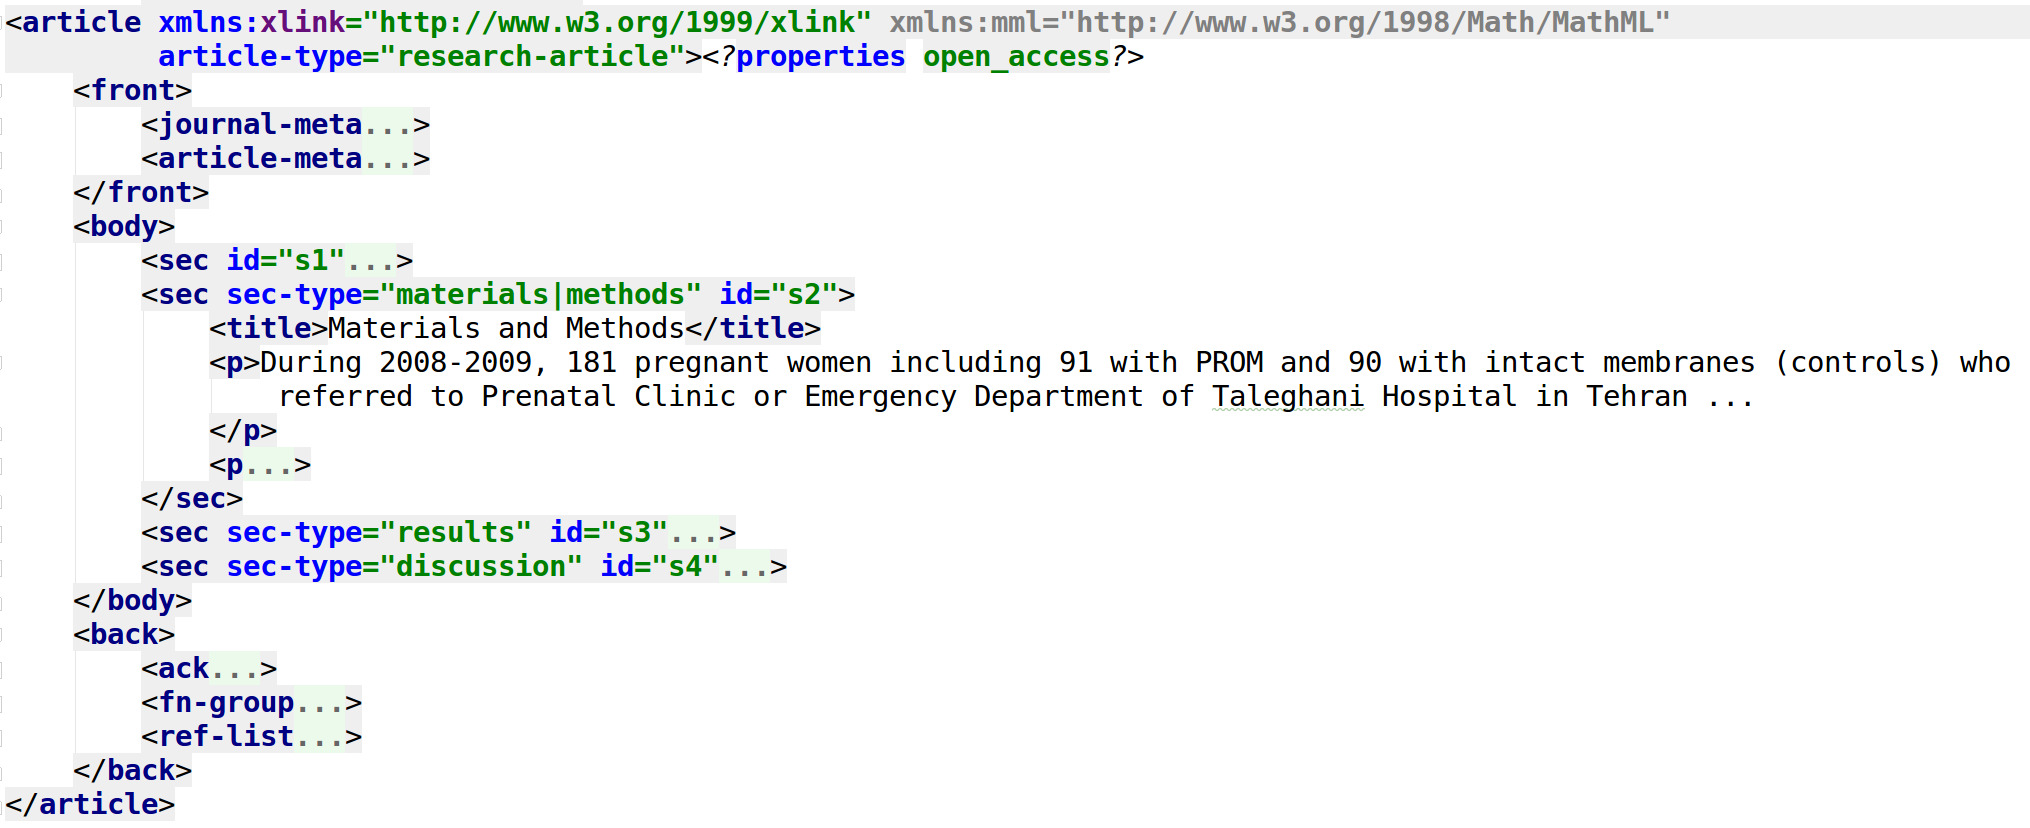 <article xmlns:xlink="http://www.w3.org/1999/xlink" xmlns:mml="http://www.w3.org/1998/Math/MathML"
article-type="research-article"><?properties open_access?>
<front>
<journal-meta...>
<article-meta...>
</front>
<body>
<sec id="s1"...>
<sec sec-type="materials|methods" id="s2">
<title>Materials and Methods</title>
<p>During 2008-2009, 181 pregnant women including 91 with PROM and 90 with intact membranes (controls) who
referred to Prenatal Clinic or Emergency Department of Taleghani Hospital in Tehran ...
</p>
<p...>
</sec>
<sec sec-type="results" id="s3"...>
<sec sec-type="discussion" id="s4"...>
</body>
<back>
<ack...>
<fn-group...>
<ref-list...>
</back>
</article>